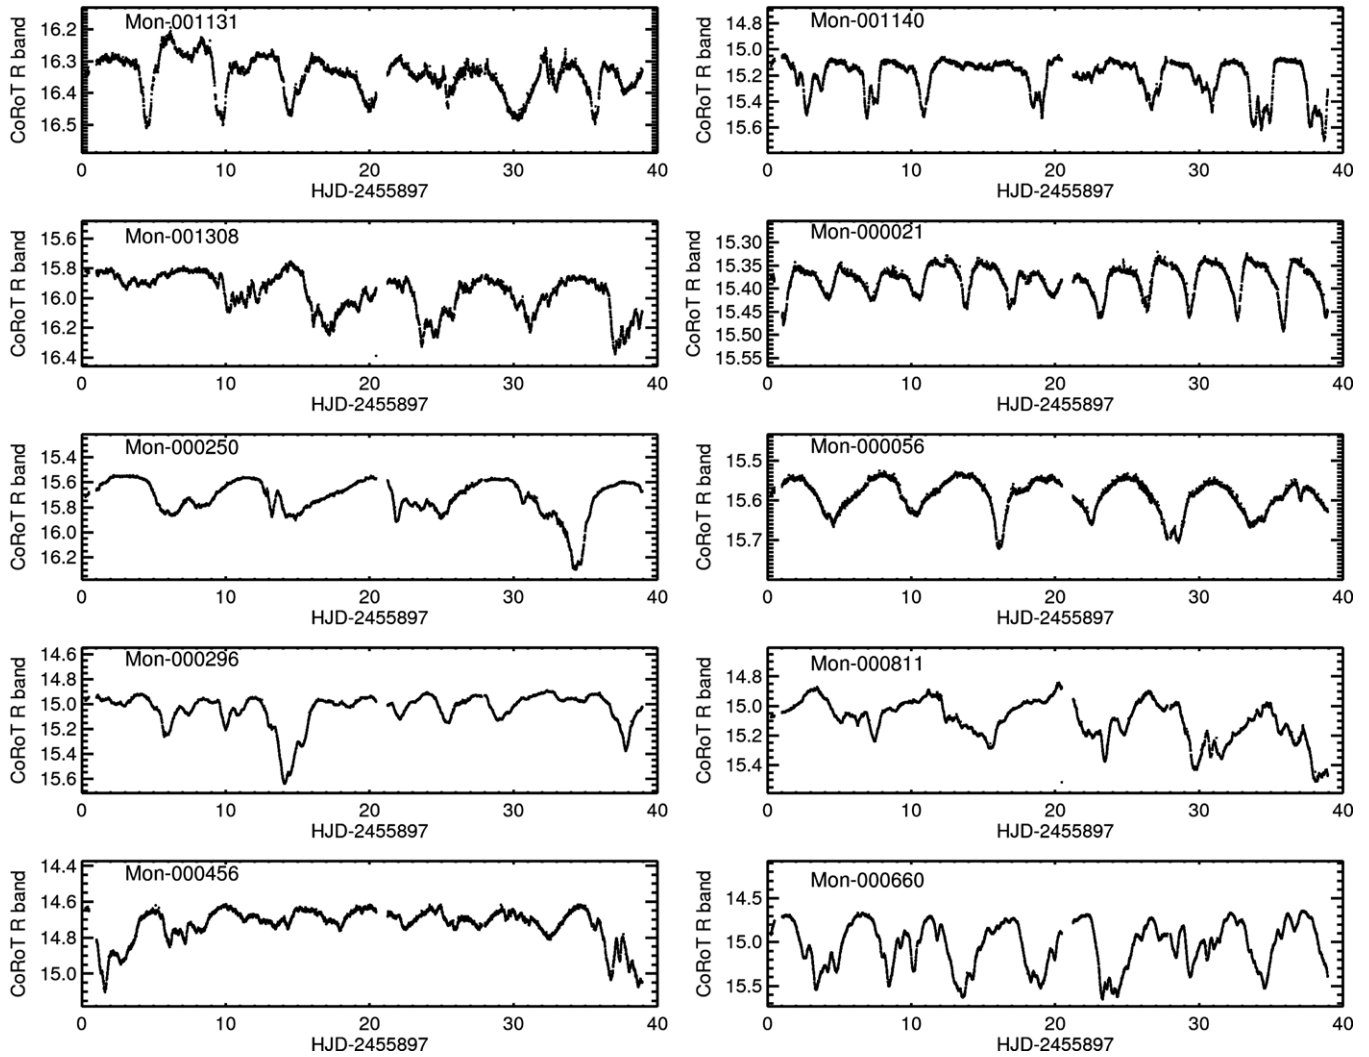 Mon-001131
CoRoT R band
16.2
16.3
16.4
16.5
0 10 20 30 40
HJD-2455897
Mon-001140
CoRoT R band
14.8
15.0
15.2
15.4
15.6
0 10 20 30 40
HJD-2455897
Mon-001308
CoRoT R band
15.6
15.8
16.0
16.2
16.4
0 10 20 30 40
HJD-2455897
Mon-000021
CoRoT R band
15.30
15.35
15.40
15.45
15.50
15.55
0 10 20 30 40
HJD-2455897
Mon-000250
CoRoT R band
15.4
15.6
15.8
16.0
16.2
0 10 20 30 40
HJD-2455897
Mon-000056
CoRoT R band
15.5
15.6
15.7
0 10 20 30 40
HJD-2455897
Mon-000296
CoRoT R band
14.6
14.8
15.0
15.2
15.4
15.6
0 10 20 30 40
HJD-2455897
Mon-000811
CoRoT R band
14.8
15.0
15.2
15.4
0 10 20 30 40
HJD-2455897
Mon-000456
CoRoT R band
14.4
14.6
14.8
15.0
0 10 20 30 40
HJD-2455897
Mon-000660
CoRoT R band
14.5
15.0
15.5
0 10 20 30 40
HJD-2455897